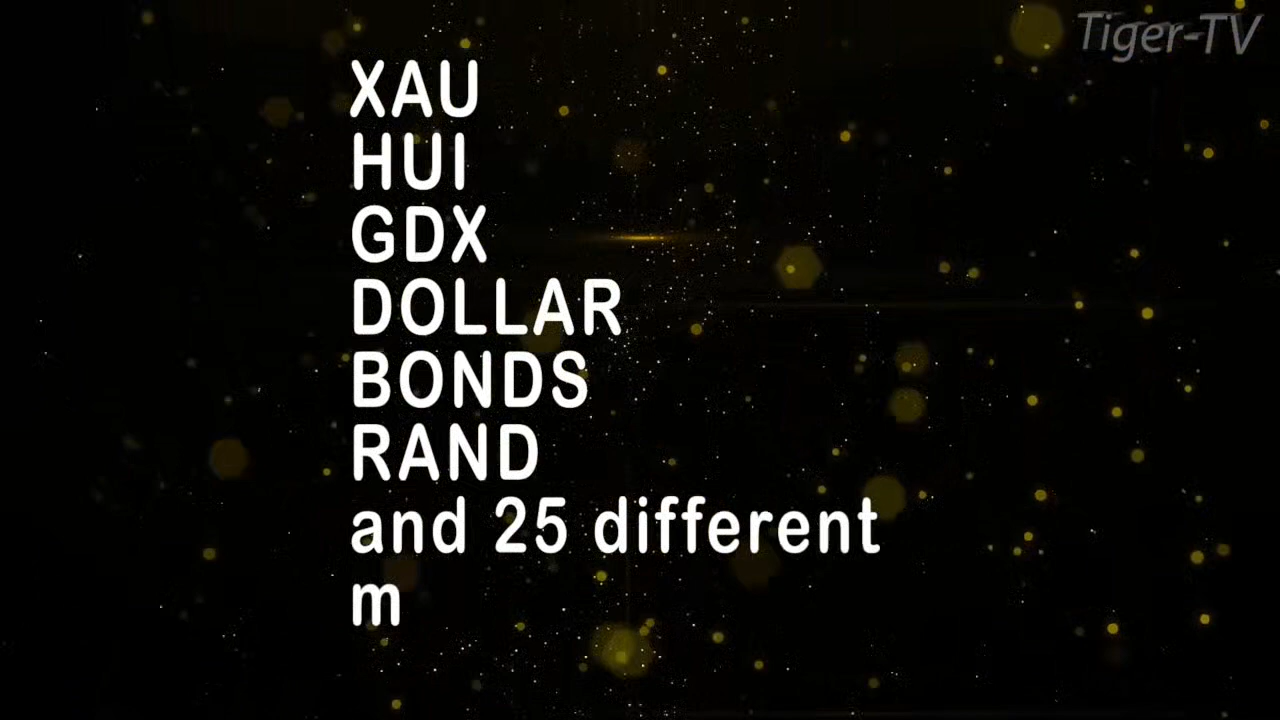 Tiger-TV
XAU
HUI
GDX
DOLLAR
BONDS
RAND
and 25 different
m